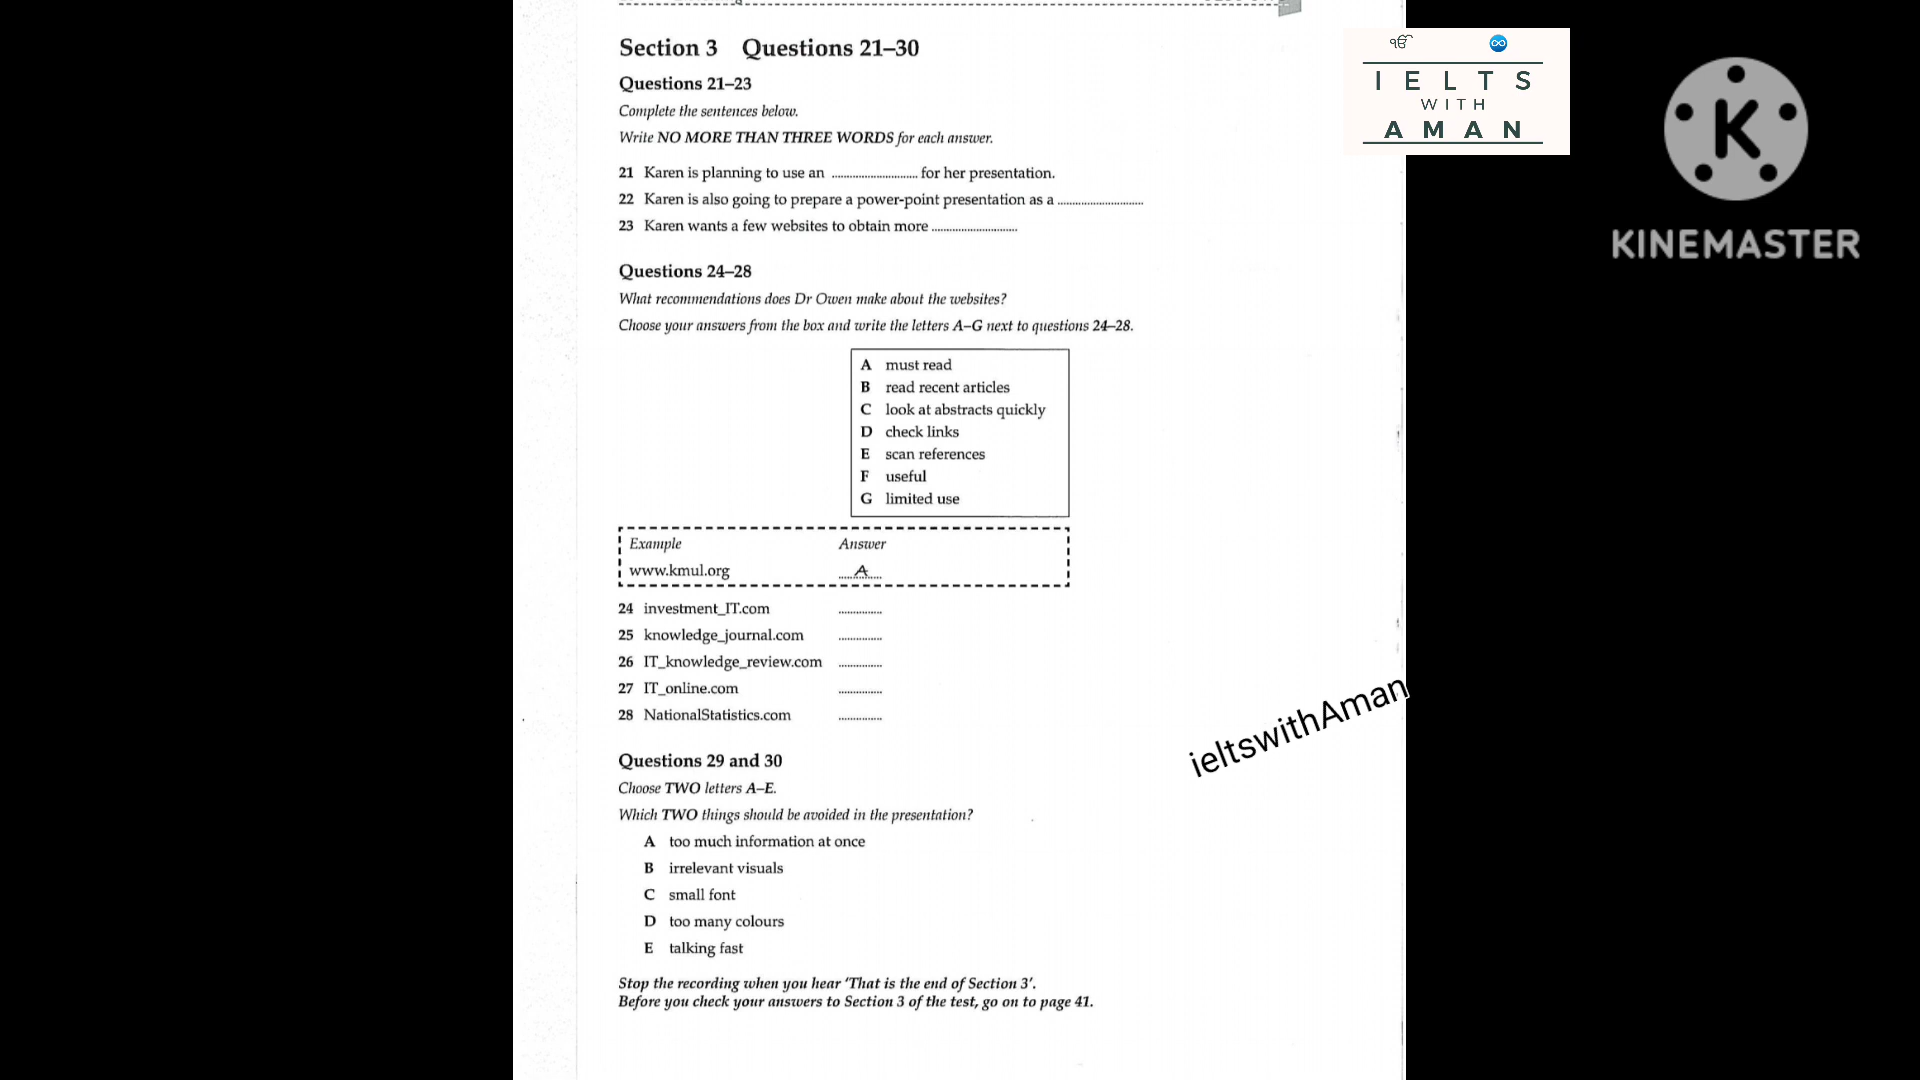 Section 3 Questions 21–30
Questions 21–23
Complete the sentences below.
Write NO MORE THAN THREE WORDS for each answer.
21 Karen is planning to use an ............................. for her presentation.
22 Karen is also going to prepare a power-point presentation as a .............................
23 Karen wants a few websites to obtain more .............................
Questions 24–28
What recommendations does Dr Owen make about the websites?
Choose your answers from the box and write the letters A–G next to questions 24–28.
A must read
B read recent articles
C look at abstracts quickly
D check links
E scan references
F useful
G limited use
Example Answer
www.kmul.org .....A.....
24 investment_IT.com ...............
25 knowledge_journal.com ...............
26 IT_knowledge_review.com ...............
27 IT_online.com ...............
28 NationalStatistics.com ...............
Questions 29 and 30
Choose TWO letters A–E.
Which TWO things should be avoided in the presentation?
A too much information at once
B irrelevant visuals
C small font
D too many colours
E talking fast
Stop the recording when you hear ‘That is the end of Section 3’.
Before you check your answers to Section 3 of the test, go on to page 41.
ੴ
IELTS
WITH
AMAN
K
KINEMASTER
ieltswithAman